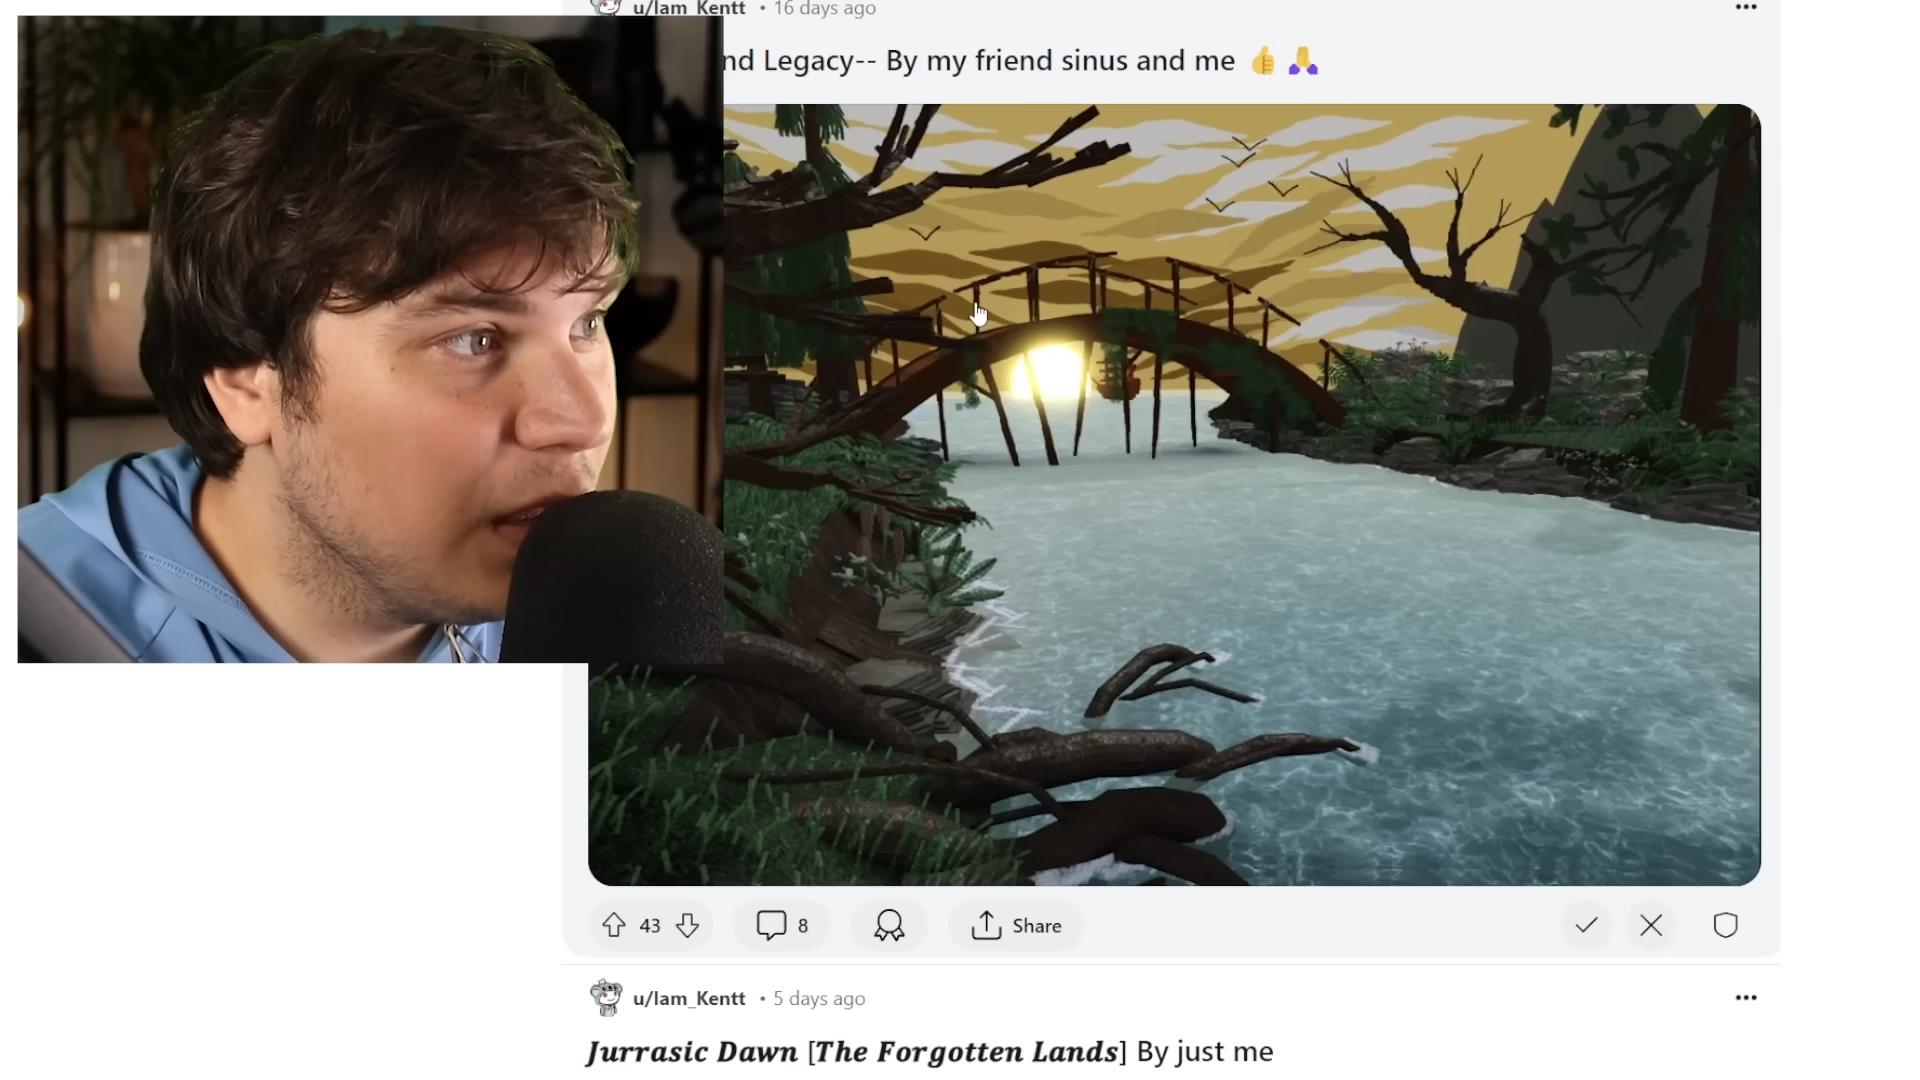 u/Iam_Kentt • 16 days ago
nd Legacy-- By my friend sinus and me 👍 🙏
43
8
Share
u/Iam_Kentt • 5 days ago
Jurrasic Dawn [The Forgotten Lands] By just me